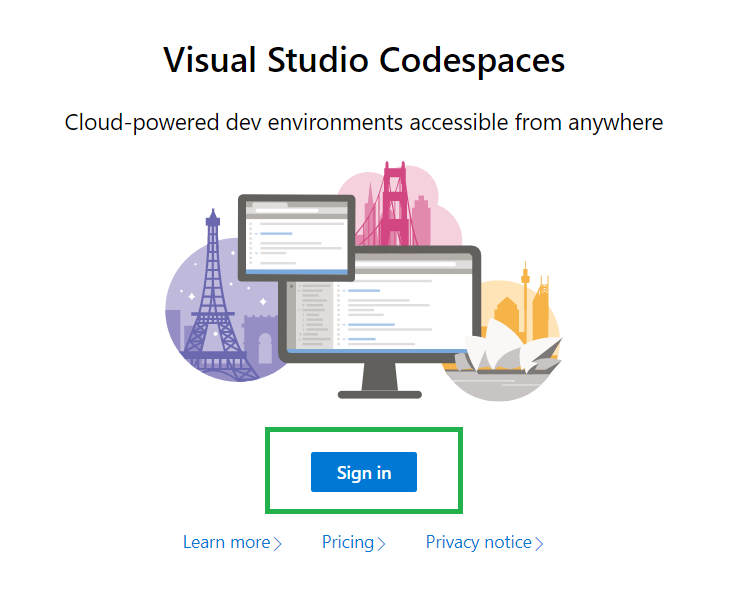 Visual Studio Codespaces
Cloud-powered dev environments accessible from anywhere
Sign in
Learn more
Pricing
Privacy notice